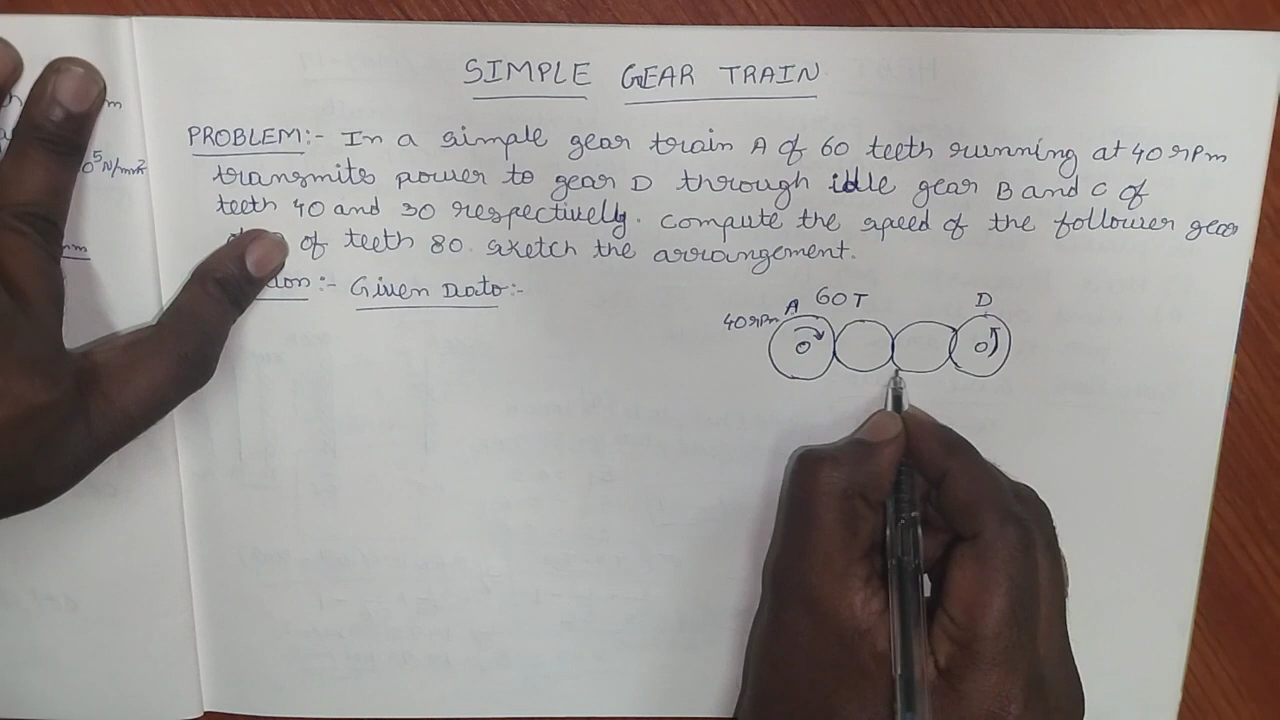 SIMPLE GEAR TRAIN
PROBLEM:- In a simple gear train A of 60 teeth running at 40 rpm
transmits power to gear D through idle gear B and C of
teeth 40 and 30 respectively. compute the speed of the follower gear
of teeth 80. sketch the arrangement.
:- Given Data:-
A 60T D
40rpm
m
N/mm²